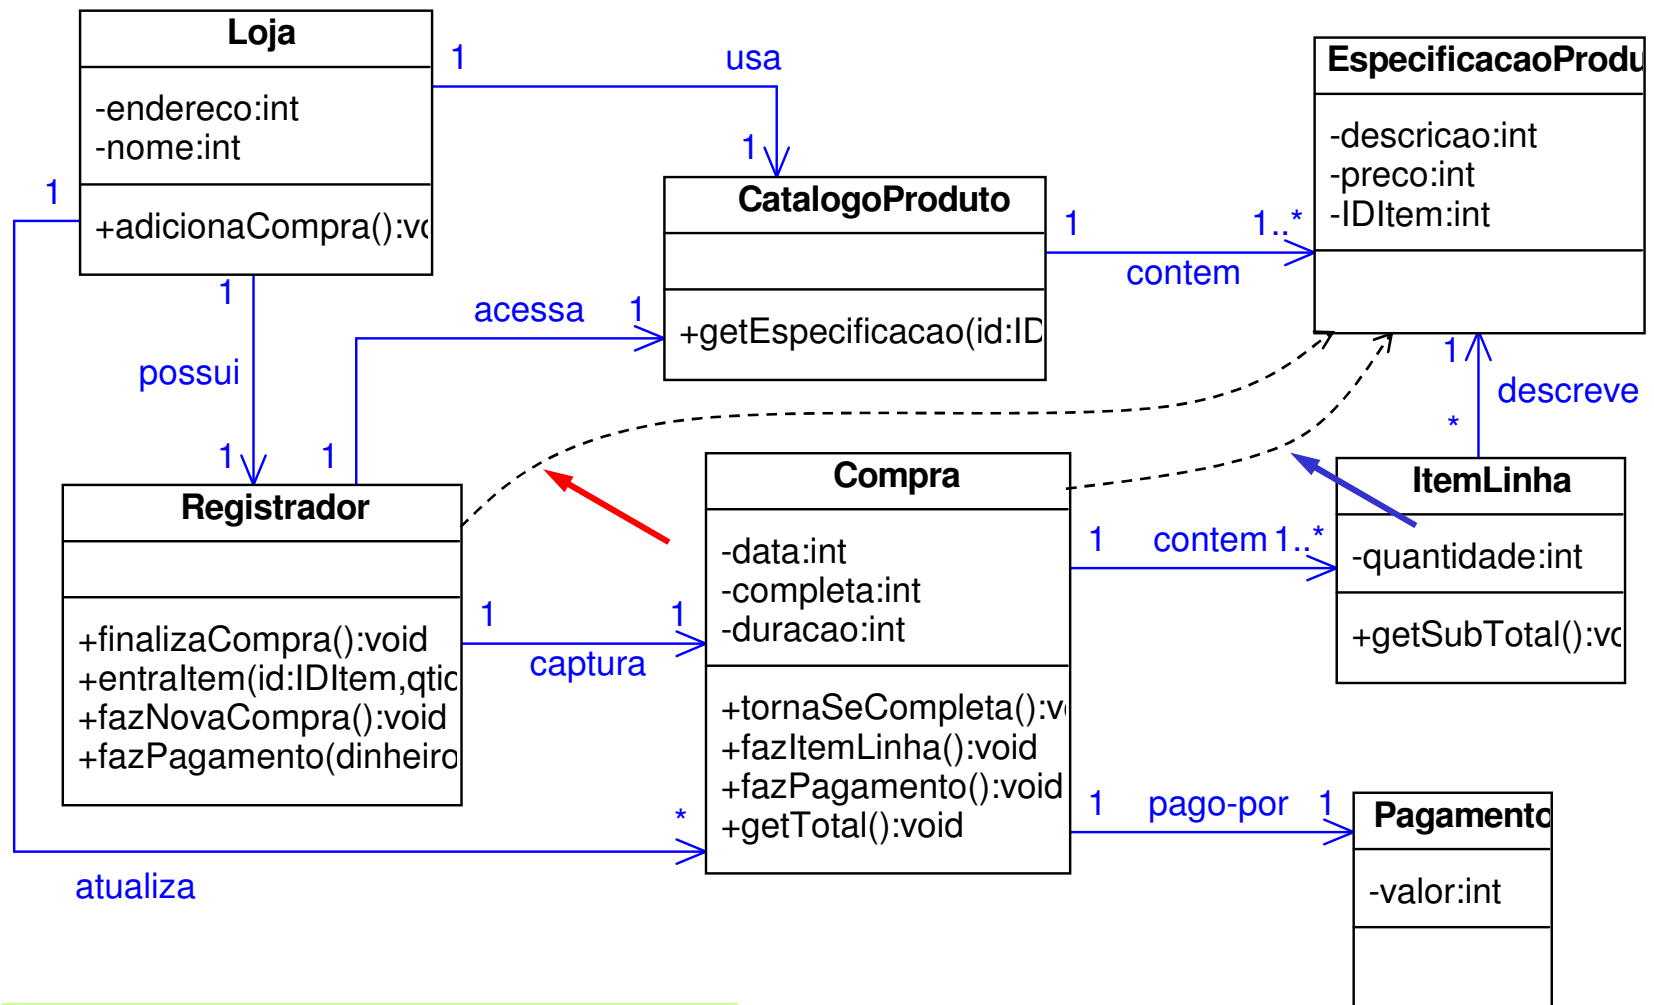 Loja
-endereco:int
-nome:int
+adicionaCompra():vo
1
usa
1
1
1
possui
1
1
acessa
1
CatalogoProduto
+getEspecificacao(id:ID
1
1..*
contem
EspecificacaoProdu
-descricao:int
-preco:int
-IDItem:int
1
descreve
*
Registrador
+finalizaCompra():void
+entraItem(id:IDItem,qtid
+fazNovaCompra():void
+fazPagamento(dinheiro
1
1
captura
*
atualiza
Compra
-data:int
-completa:int
-duracao:int
+tornaSeCompleta():v
+fazItemLinha():void
+fazPagamento():void
+getTotal():void
1
contem 1..*
ItemLinha
-quantidade:int
+getSubTotal():vo
1
pago-por
1
Pagamento
-valor:int